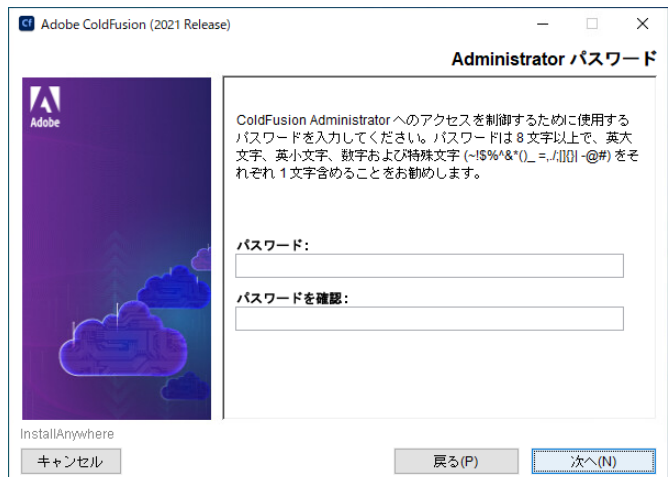 Adobe ColdFusion (2021 Release)
Administrator パスワード
Adobe
ColdFusion Administrator へのアクセスを制御するために使用する
パスワードを入力してください。パスワードは 8 文字以上で、英大
文字、英小文字、数字および特殊文字 (~!$%^&*()_ =,./;[]{}| -@#) をそ
れぞれ 1 文字含めることをお勧めします。
パスワード:
パスワードを確認:
InstallAnywhere
キャンセル
戻る(P)
次へ(N)